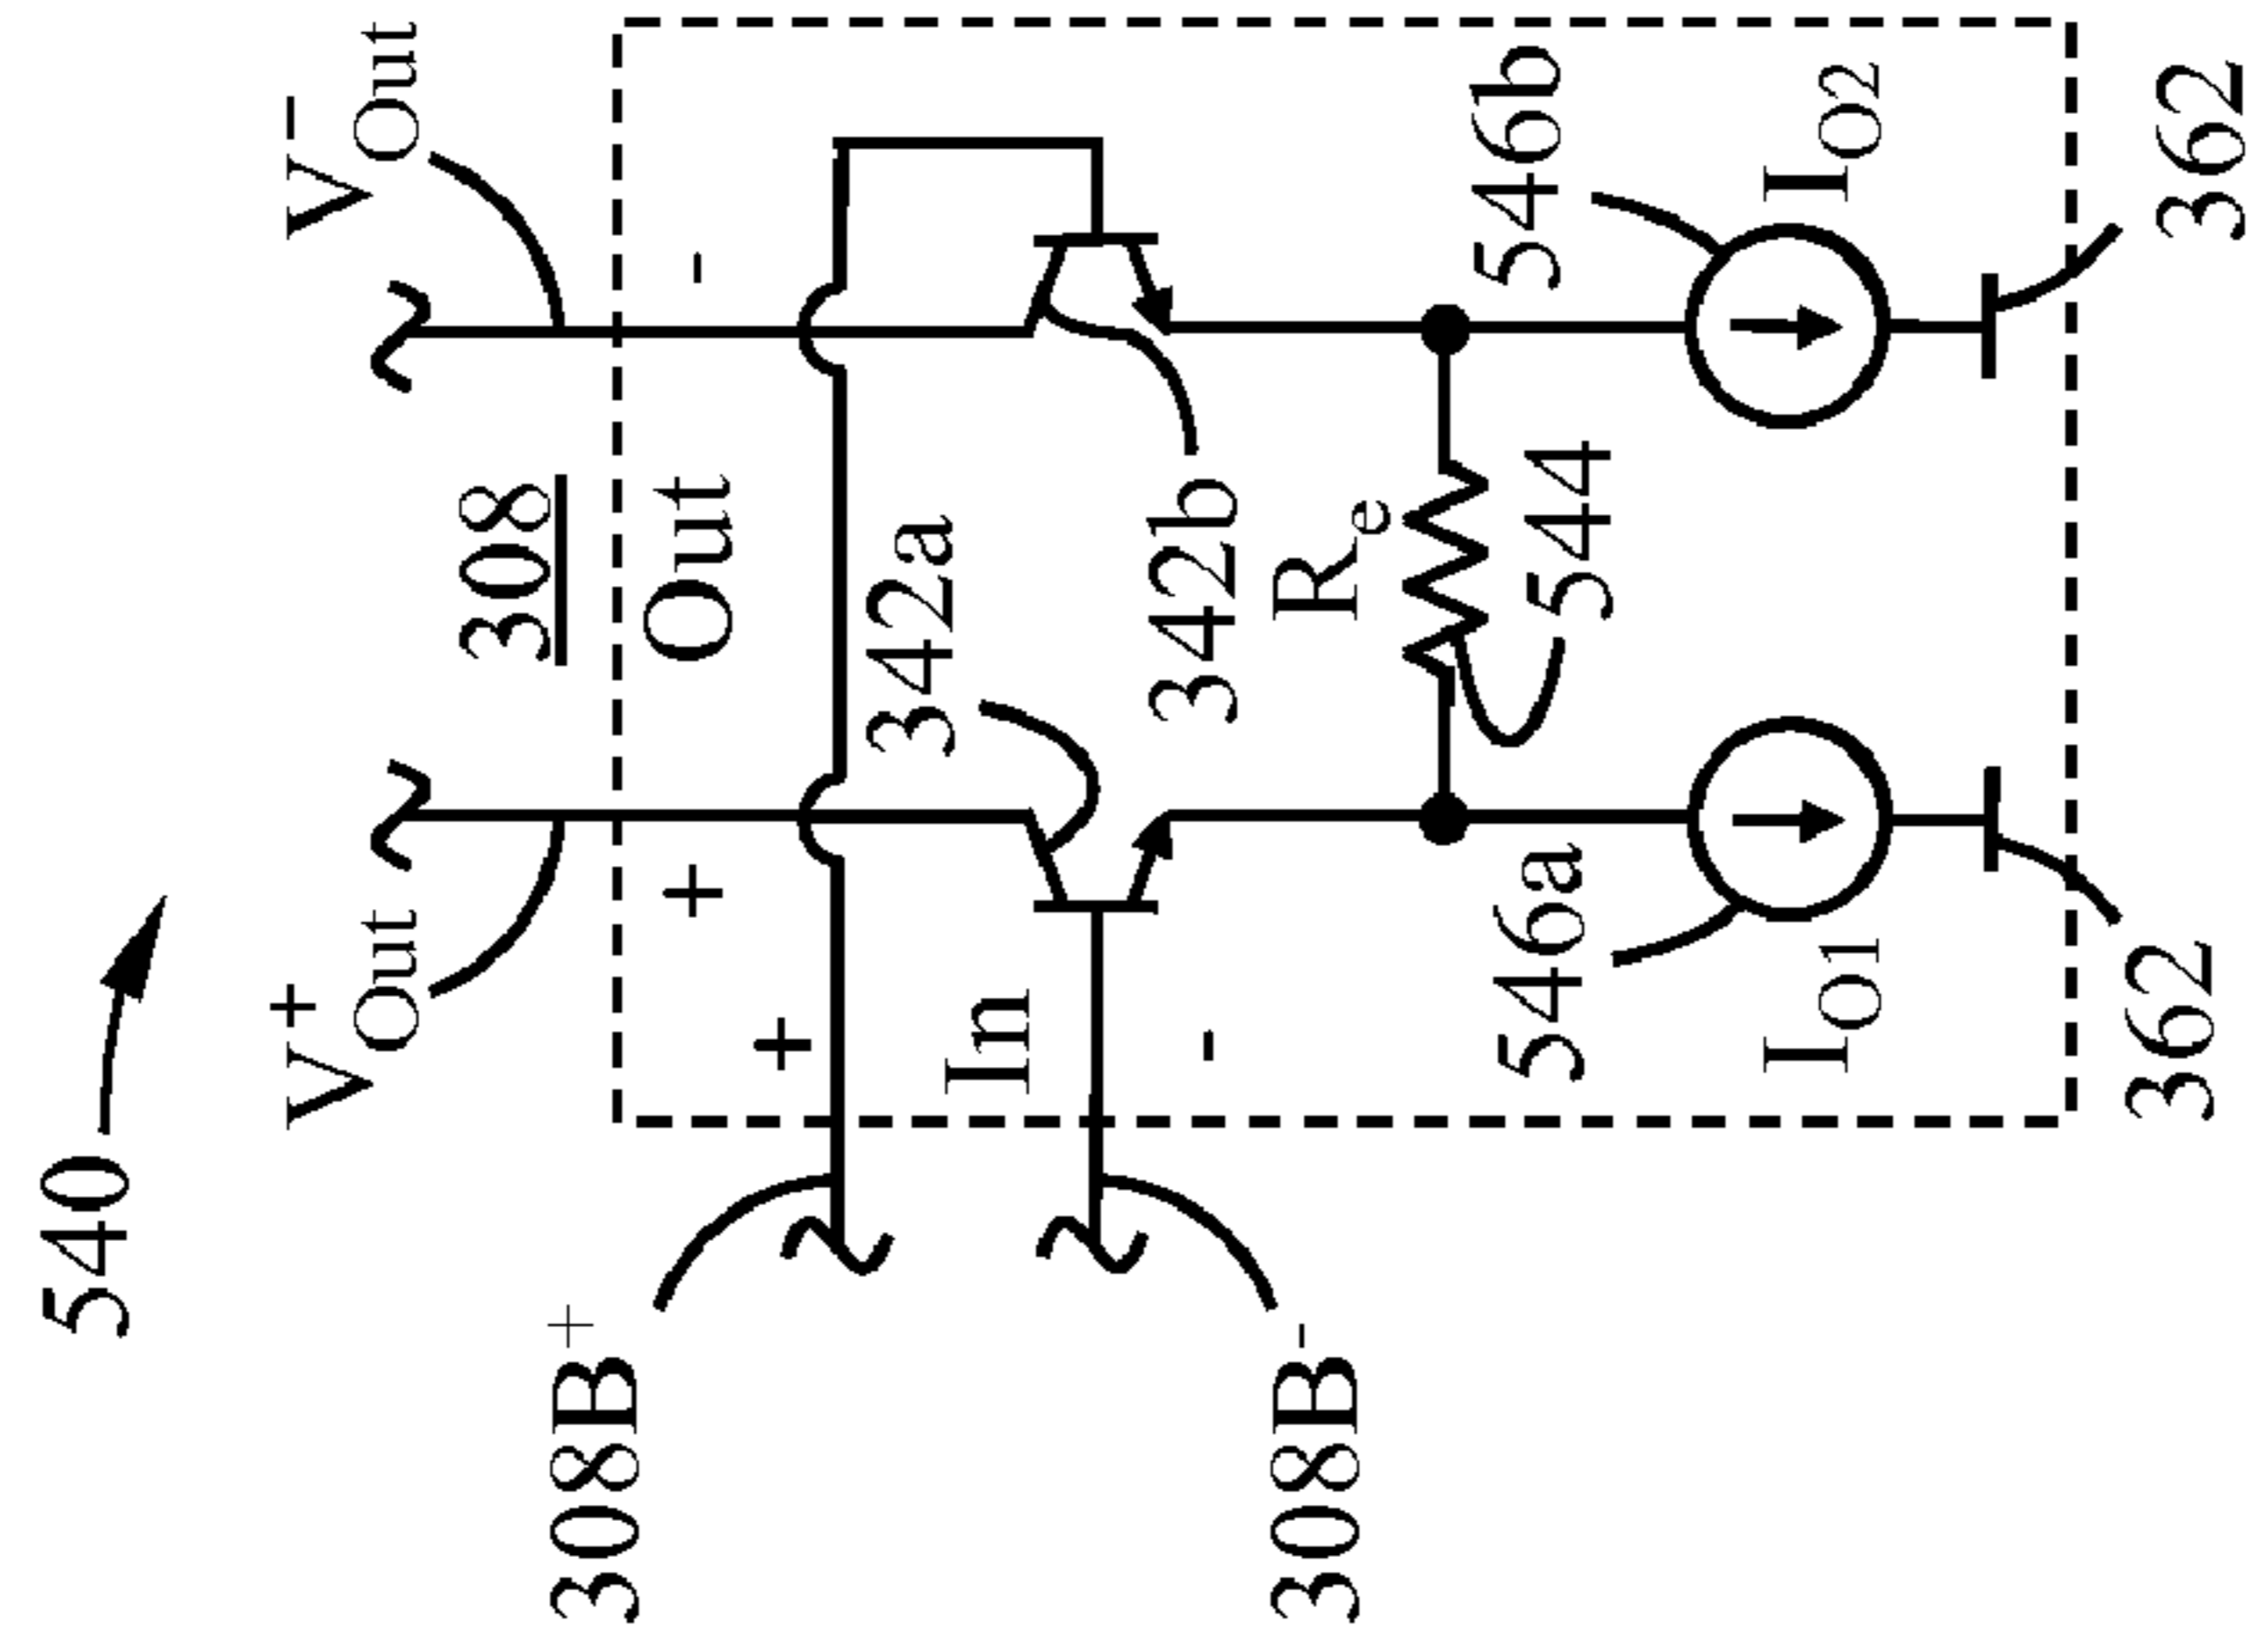 540
V⁺Out
V⁻Out
308
Out
+
-
+
In
-
342a
342b
Re
544
546a
546b
IO1
IO2
362
362
308B⁺
308B⁻